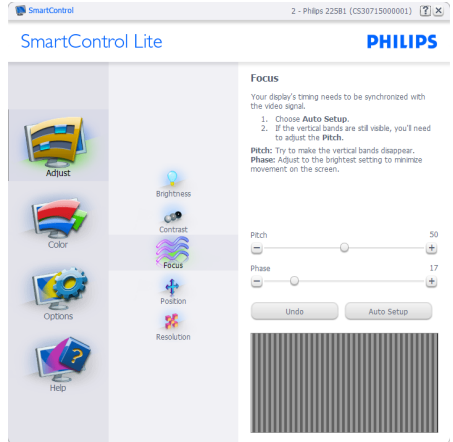 SmartControl
2 - Philips 225B1 (CS30715000001)
?
SmartControl Lite
PHILIPS
Adjust
Color
Options
Help
Brightness
Contrast
Focus
Position
Resolution
Focus
Your display's timing needs to be synchronized with
the video signal.
1. Choose Auto Setup.
2. If the vertical bands are still visible, you'll need
to adjust the Pitch.
Pitch: Try to make the vertical bands disappear.
Phase: Adjust to the brightest setting to minimize
movement on the screen.
Pitch 50
Phase 17
Undo Auto Setup